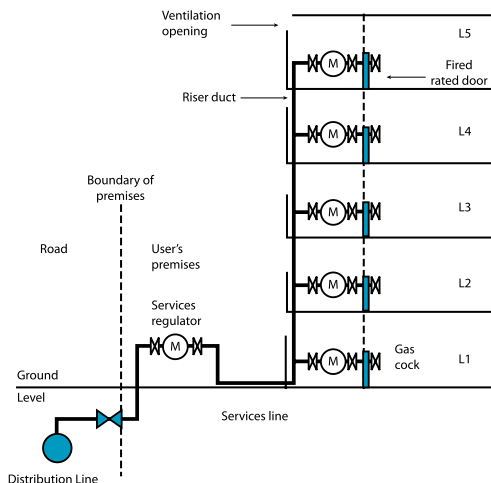 Ventilation
opening
L5
M
Fired
rated door
Riser duct
L4
M
Boundary of
premises
L3
M
Road
User's
premises
L2
M
Services
regulator
M
Gas
cock
L1
M
Ground
Level
Services line
Distribution Line